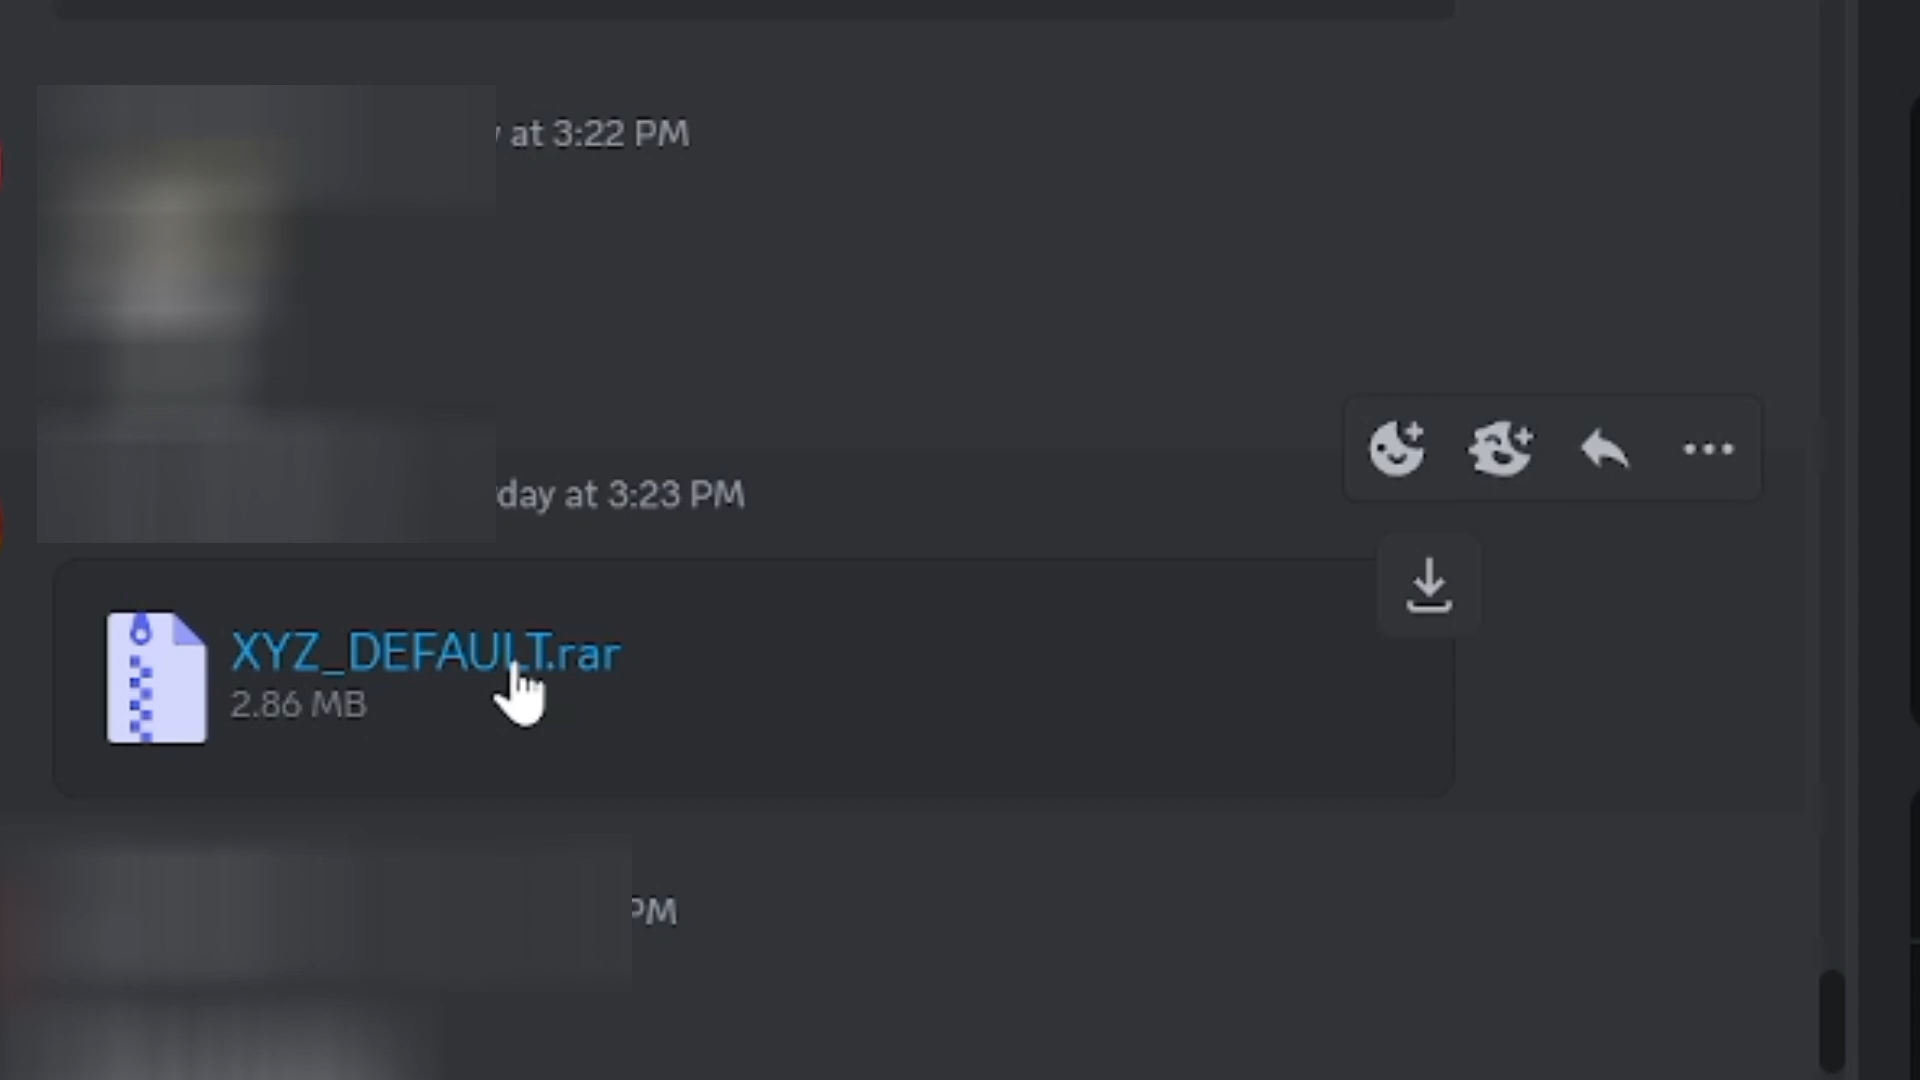 at 3:22 PM
day at 3:23 PM
XYZ_DEFAULT.rar
2.86 MB
PM